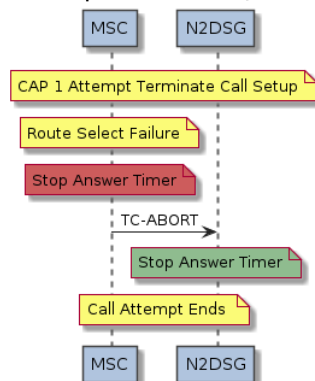 MSC N2DSG
CAP 1 Attempt Terminate Call Setup
Route Select Failure
Stop Answer Timer
TC-ABORT
Stop Answer Timer
Call Attempt Ends
MSC N2DSG